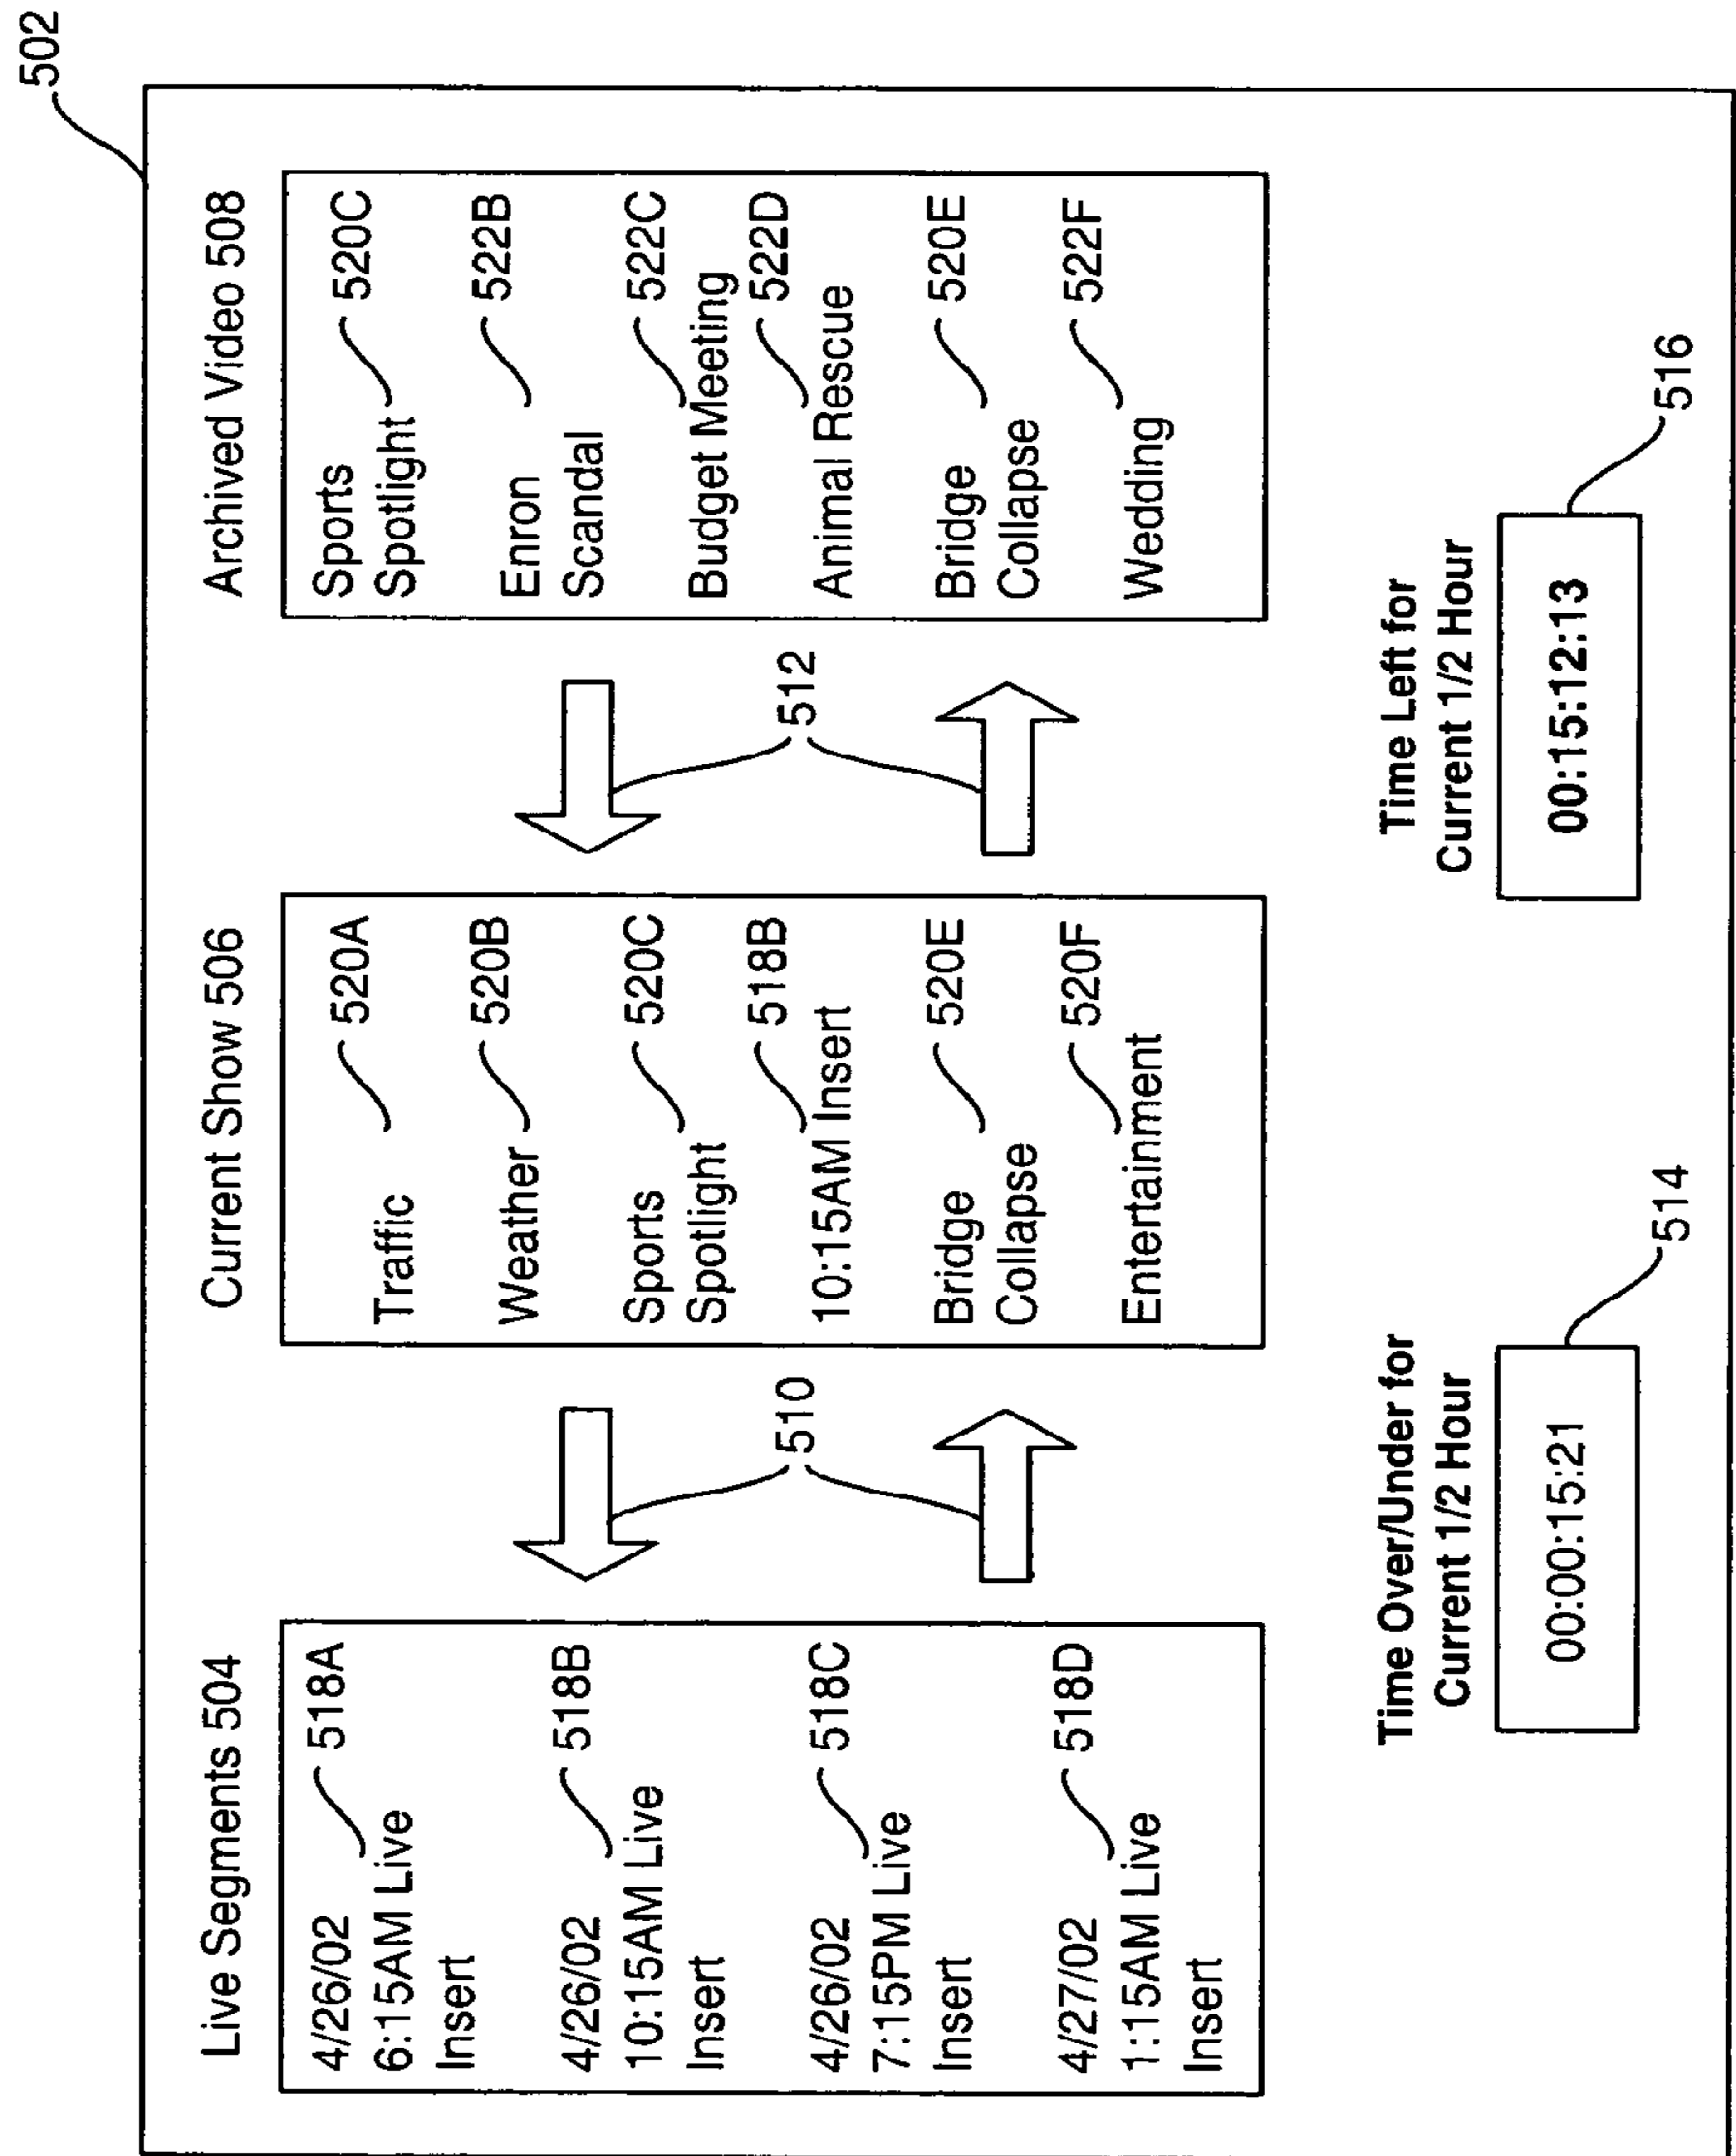 502
Live Segments 504
4/26/02
518A
6:15AM Live
Insert
4/26/02
518B
10:15AM Live
Insert
4/26/02
518C
7:15PM Live
Insert
4/27/02
518D
1:15AM Live
Insert
510
Current Show 506
520A
Traffic
520B
Weather
520C
Sports
Spotlight
518B
10:15AM Insert
520E
Bridge
Collapse
520F
Entertainment
512
Archived Video 508
520C
Sports
Spotlight
522B
Enron
Scandal
522C
Budget Meeting
522D
Animal Rescue
520E
Bridge
Collapse
522F
Wedding
Time Over/Under for
Current 1/2 Hour
00:00:15:21
514
Time Left for
Current 1/2 Hour
00:15:12:13
516